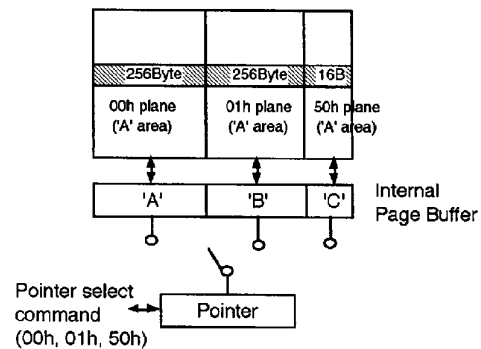 256Byte 256Byte 16B
00h plane 01h plane 50h plane
('A' area) ('A' area) ('A' area)
'A' 'B' 'C'
Internal
Page Buffer
Pointer select
command
(00h, 01h, 50h)
Pointer